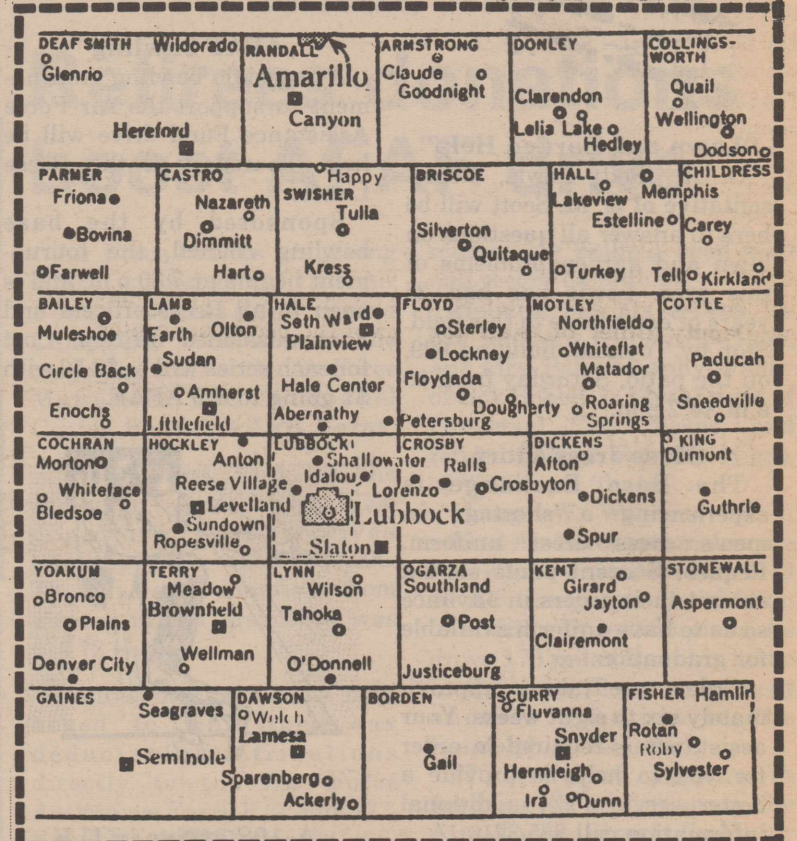 DEAF SMITH Wildorado
Glenrio
Hereford
RANDALL
Amarillo
Canyon
ARMSTRONG
Claude
Goodnight
DONLEY
Clarendon
Lelia Lake
Hedley
COLLINGS-
WORTH
Quail
Wellington
Dodson
PARMER
Friona
Bovina
Farwell
CASTRO
Nazareth
Dimmitt
Hart
Happy
SWISHER
Tulia
Kress
BRISCOE
Silverton
Quitaque
HALL
Memphis
Lakeview
Estelline
Turkey
Tell
CHILDRESS
Carey
Kirkland
BAILEY
Muleshoe
Circle Back
Enochs
LAMB
Earth Olton
Sudan
Amherst
Littlefield
HALE
Seth Ward
Plainview
Hale Center
Abernathy
FLOYD
Sterley
Lockney
Floydada
Dougherty
Petersburg
MOTLEY
Northfield
Whiteflat
Matador
Roaring
Springs
COTTLE
Paducah
Sneedville
COCHRAN
Morton
Whiteface
Bledsoe
HOCKLEY
Anton
Reese Village
Levelland
Sundown
Ropesville
LUBBOCK
Shallowater
Idalou
Lubbock
Slaton
CROSBY
Ralls
Lorenzo
Crosbyton
DICKENS
Afton
Dickens
Spur
KING
Dumont
Guthrie
YOAKUM
Bronco
Plains
Denver City
TERRY
Meadow
Brownfield
Wellman
LYNN
Wilson
Tahoka
O'Donnell
OGARZA
Southland
Post
Justiceburg
KENT
Girard
Jayton
Clairemont
STONEWALL
Aspermont
GAINES
Seagraves
Seminole
DAWSON
Welch
Lamesa
Sparenberg
Ackerly
BORDEN
Gail
SCURRY
Fluvanna
Snyder
Hermleigh
Ira Dunn
FISHER Hamlin
Rotan
Roby
Sylvester